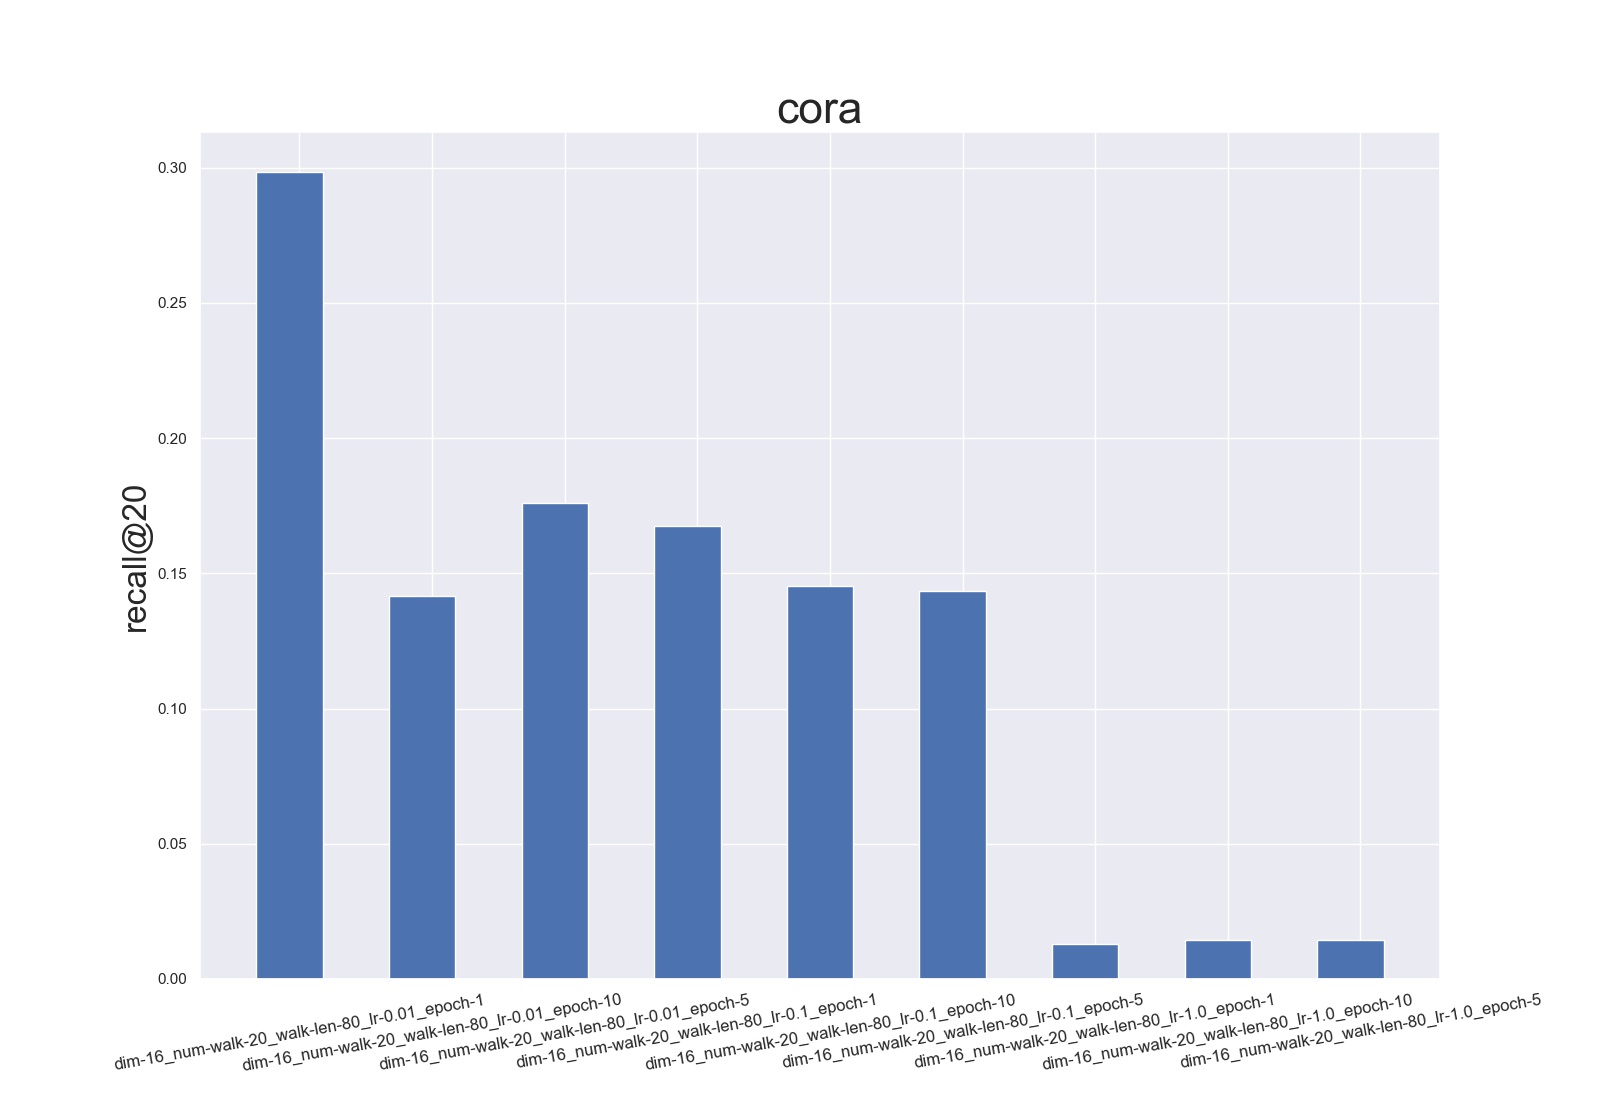 cora
recall@20
0.30
0.25
0.20
0.15
0.10
0.05
0.00
dim-16_num-walk-20_walk-len-80_lr-0.01_epoch-1
dim-16_num-walk-20_walk-len-80_lr-0.01_epoch-10
dim-16_num-walk-20_walk-len-80_lr-0.01_epoch-5
dim-16_num-walk-20_walk-len-80_lr-0.1_epoch-1
dim-16_num-walk-20_walk-len-80_lr-0.1_epoch-10
dim-16_num-walk-20_walk-len-80_lr-0.1_epoch-5
dim-16_num-walk-20_walk-len-80_lr-1.0_epoch-1
dim-16_num-walk-20_walk-len-80_lr-1.0_epoch-10
dim-16_num-walk-20_walk-len-80_lr-1.0_epoch-5